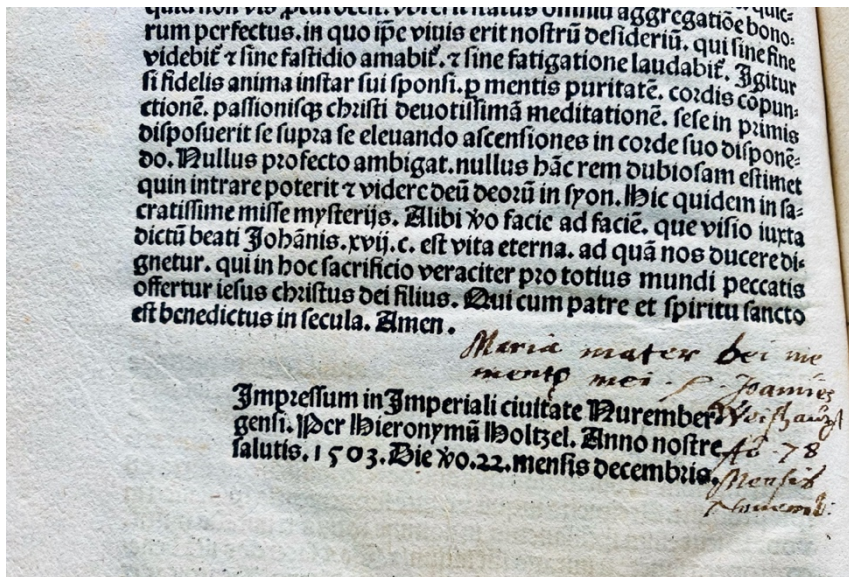 rum perfectus. in quo ip̄e viuis erit nostrū desideriū. qui sine fine
videbit᷑ ⁊ sine fastidio amabit᷑. ⁊ sine fatigatione laudabit᷑. Igitur
si fidelis anima instar sui sponsi. ꝑ mentis puritatē. cordis cōpun⸗
ctionē. passionisqꝫ christi deuotissimā meditationē. sese in primis
disposuerit se supra se eleuando ascensiones in corde suo disponē⸗
do. Nullus profecto ambigat. nullus hāc rem dubiosam estimet
quin intrare poterit ⁊ videre deū deorū in syon. Hic quidem in sa⸗
cratissime misse mysterijs. Alibi v̊o facie ad faciē. que visio iuxta
dictū beati Johānis. xvij. c. est vita eterna. ad quā nos ducere di⸗
gnetur. qui in hoc sacrificio veraciter pro totius mundi peccatis
offertur iesus christus dei filius. Qui cum patre et spiritu sancto
est benedictus in secula. Amen.
Maria mater dei me
mento mei. Joannes
Impressum in Imperiali ciuitate Nurember⸗
gensi. Per Hieronymū Holtzel. Anno nostre
salutis. 1503. Die v̊o. 22. mensis decembris.
Ao 78
Mensis
Nouemb: